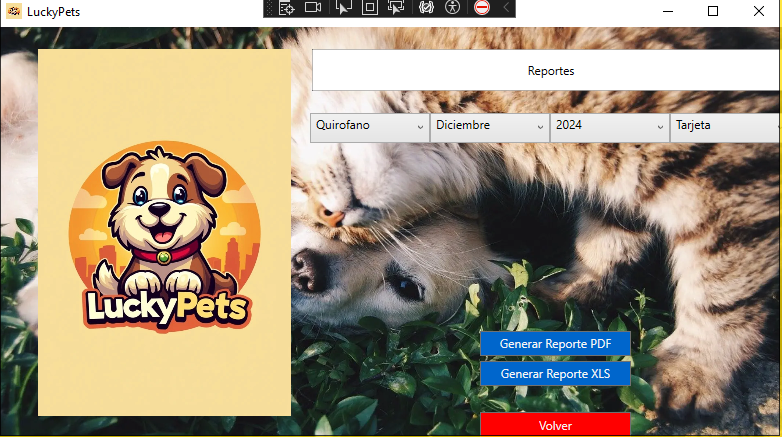 LuckyPets
Reportes
Quirofano
Diciembre
2024
Tarjeta
LuckyPets
Generar Reporte PDF
Generar Reporte XLS
Volver